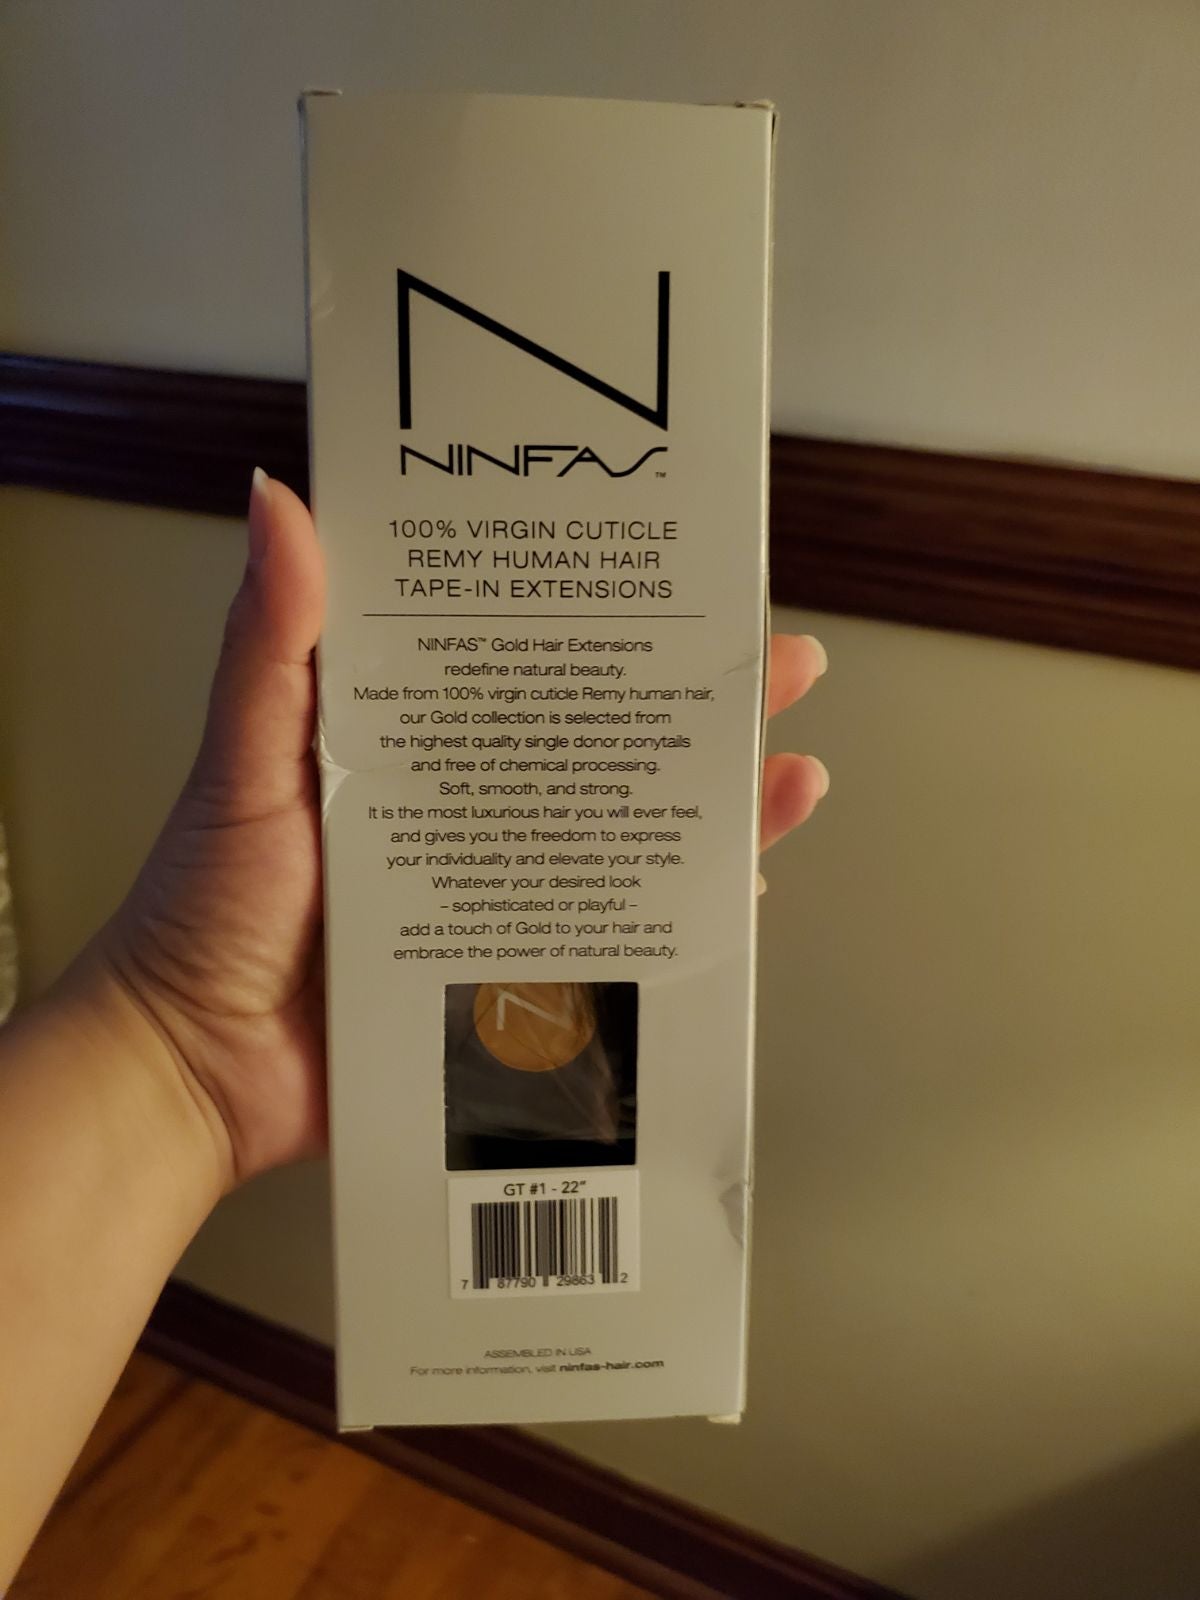 N
NINFAS™
100% VIRGIN CUTICLE
REMY HUMAN HAIR
TAPE-IN EXTENSIONS
NINFAS™ Gold Hair Extensions
redefine natural beauty.
Made from 100% virgin cuticle Remy human hair,
our Gold collection is selected from
the highest quality single donor ponytails
and free of chemical processing.
Soft, smooth, and strong.
It is the most luxurious hair you will ever feel,
and gives you the freedom to express
your individuality and elevate your style.
Whatever your desired look
– sophisticated or playful –
add a touch of Gold to your hair and
embrace the power of natural beauty.
N
GT #1 - 22"
7 87790 29863 2
ASSEMBLED IN USA
For more information, visit ninfas-hair.com